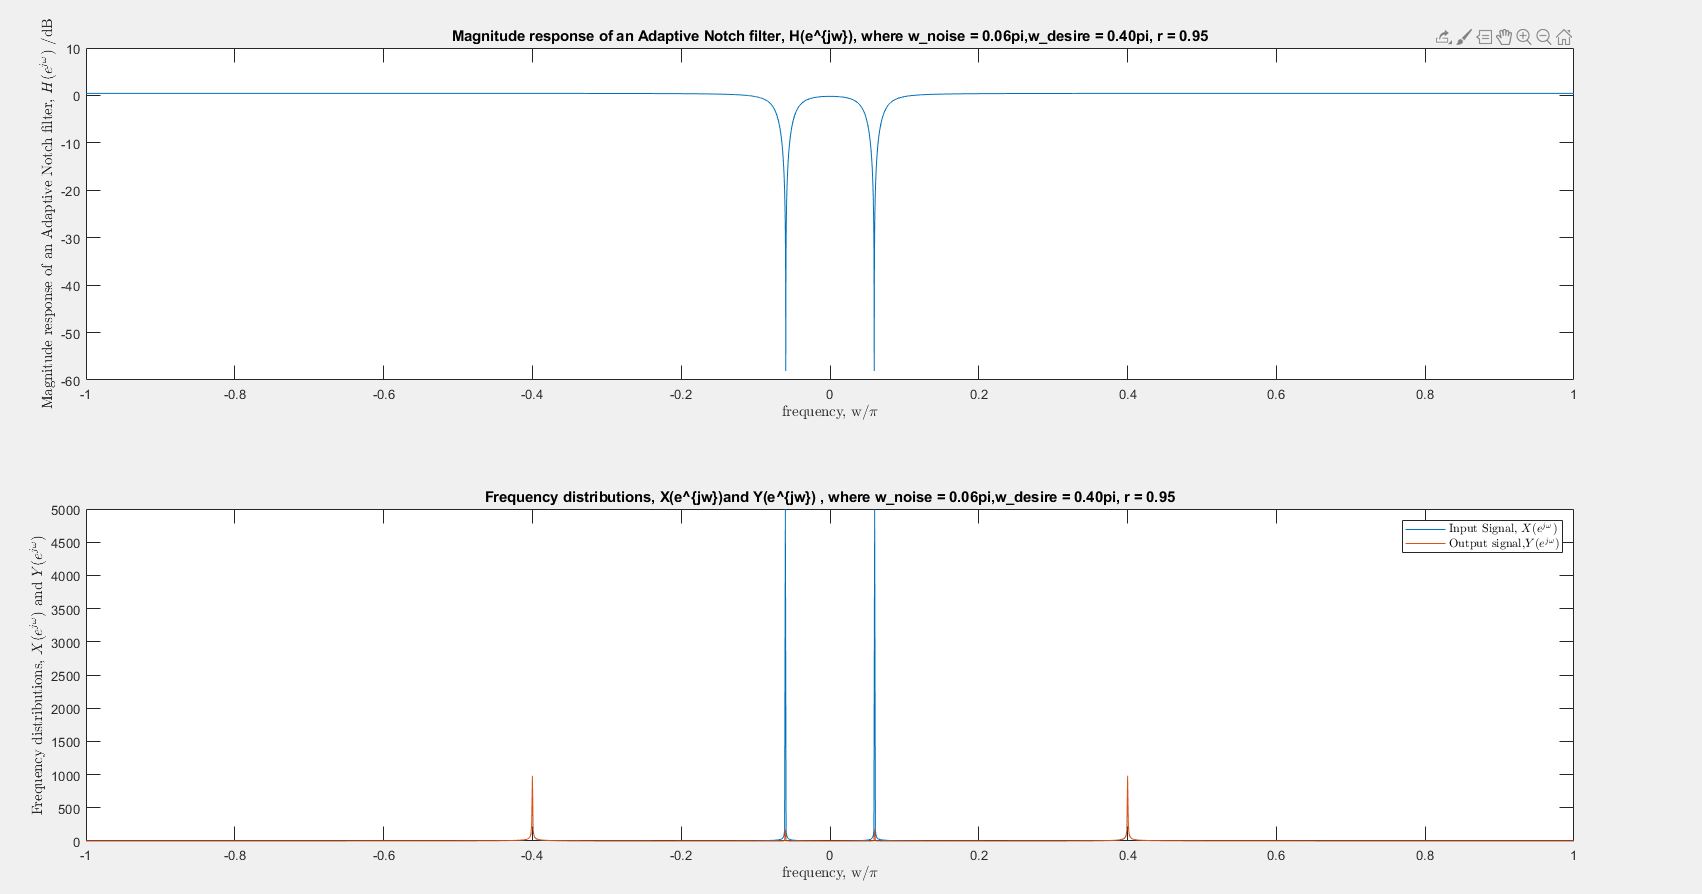 Magnitude response of an Adaptive Notch filter, H(e^{jw}), where w_noise = 0.06pi,w_desire = 0.40pi, r = 0.95
Magnitude response of an Adaptive Notch filter, H(e^{jω}) /dB
10
0
-10
-20
-30
-40
-50
-60
-1 -0.8 -0.6 -0.4 -0.2 0 0.2 0.4 0.6 0.8 1
frequency, w/π
Frequency distributions, X(e^{jw})and Y(e^{jw}) , where w_noise = 0.06pi,w_desire = 0.40pi, r = 0.95
Frequency distributions, X(e^{jω}) and Y(e^{jω})
5000
4500
4000
3500
3000
2500
2000
1500
1000
500
0
Input Signal, X(e^{jω})
Output signal,Y(e^{jω})
-1 -0.8 -0.6 -0.4 -0.2 0 0.2 0.4 0.6 0.8 1
frequency, w/π